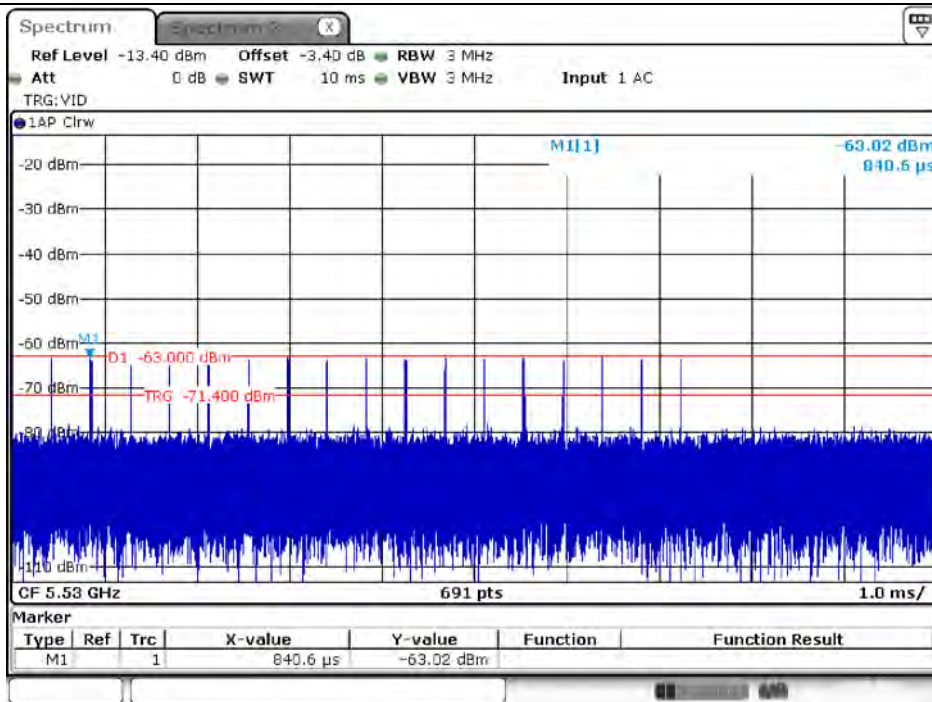 Spectrum
Spectrum 2 X
Ref Level -13.40 dBm Offset -3.40 dB RBW 3 MHz
Att 0 dB SWT 10 ms VBW 3 MHz Input 1 AC
TRG:VID
1AP Clrw
M1[1] -63.02 dBm
840.6 µs
-20 dBm
-30 dBm
-40 dBm
-50 dBm
-60 dBm
M1
D1 -63.000 dBm
-70 dBm
TRG -71.400 dBm
-80 dBm
-110 dBm
CF 5.53 GHz 691 pts 1.0 ms/
Marker
Type Ref Trc X-value Y-value Function Function Result
M1 1 840.6 µs -63.02 dBm